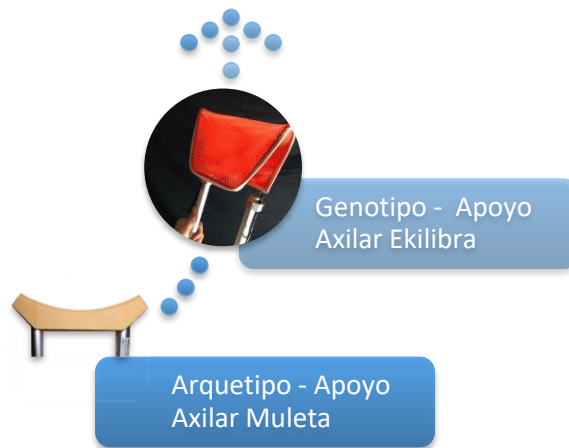 Genotipo - Apoyo
Axilar Ekilibra
Arquetipo - Apoyo
Axilar Muleta